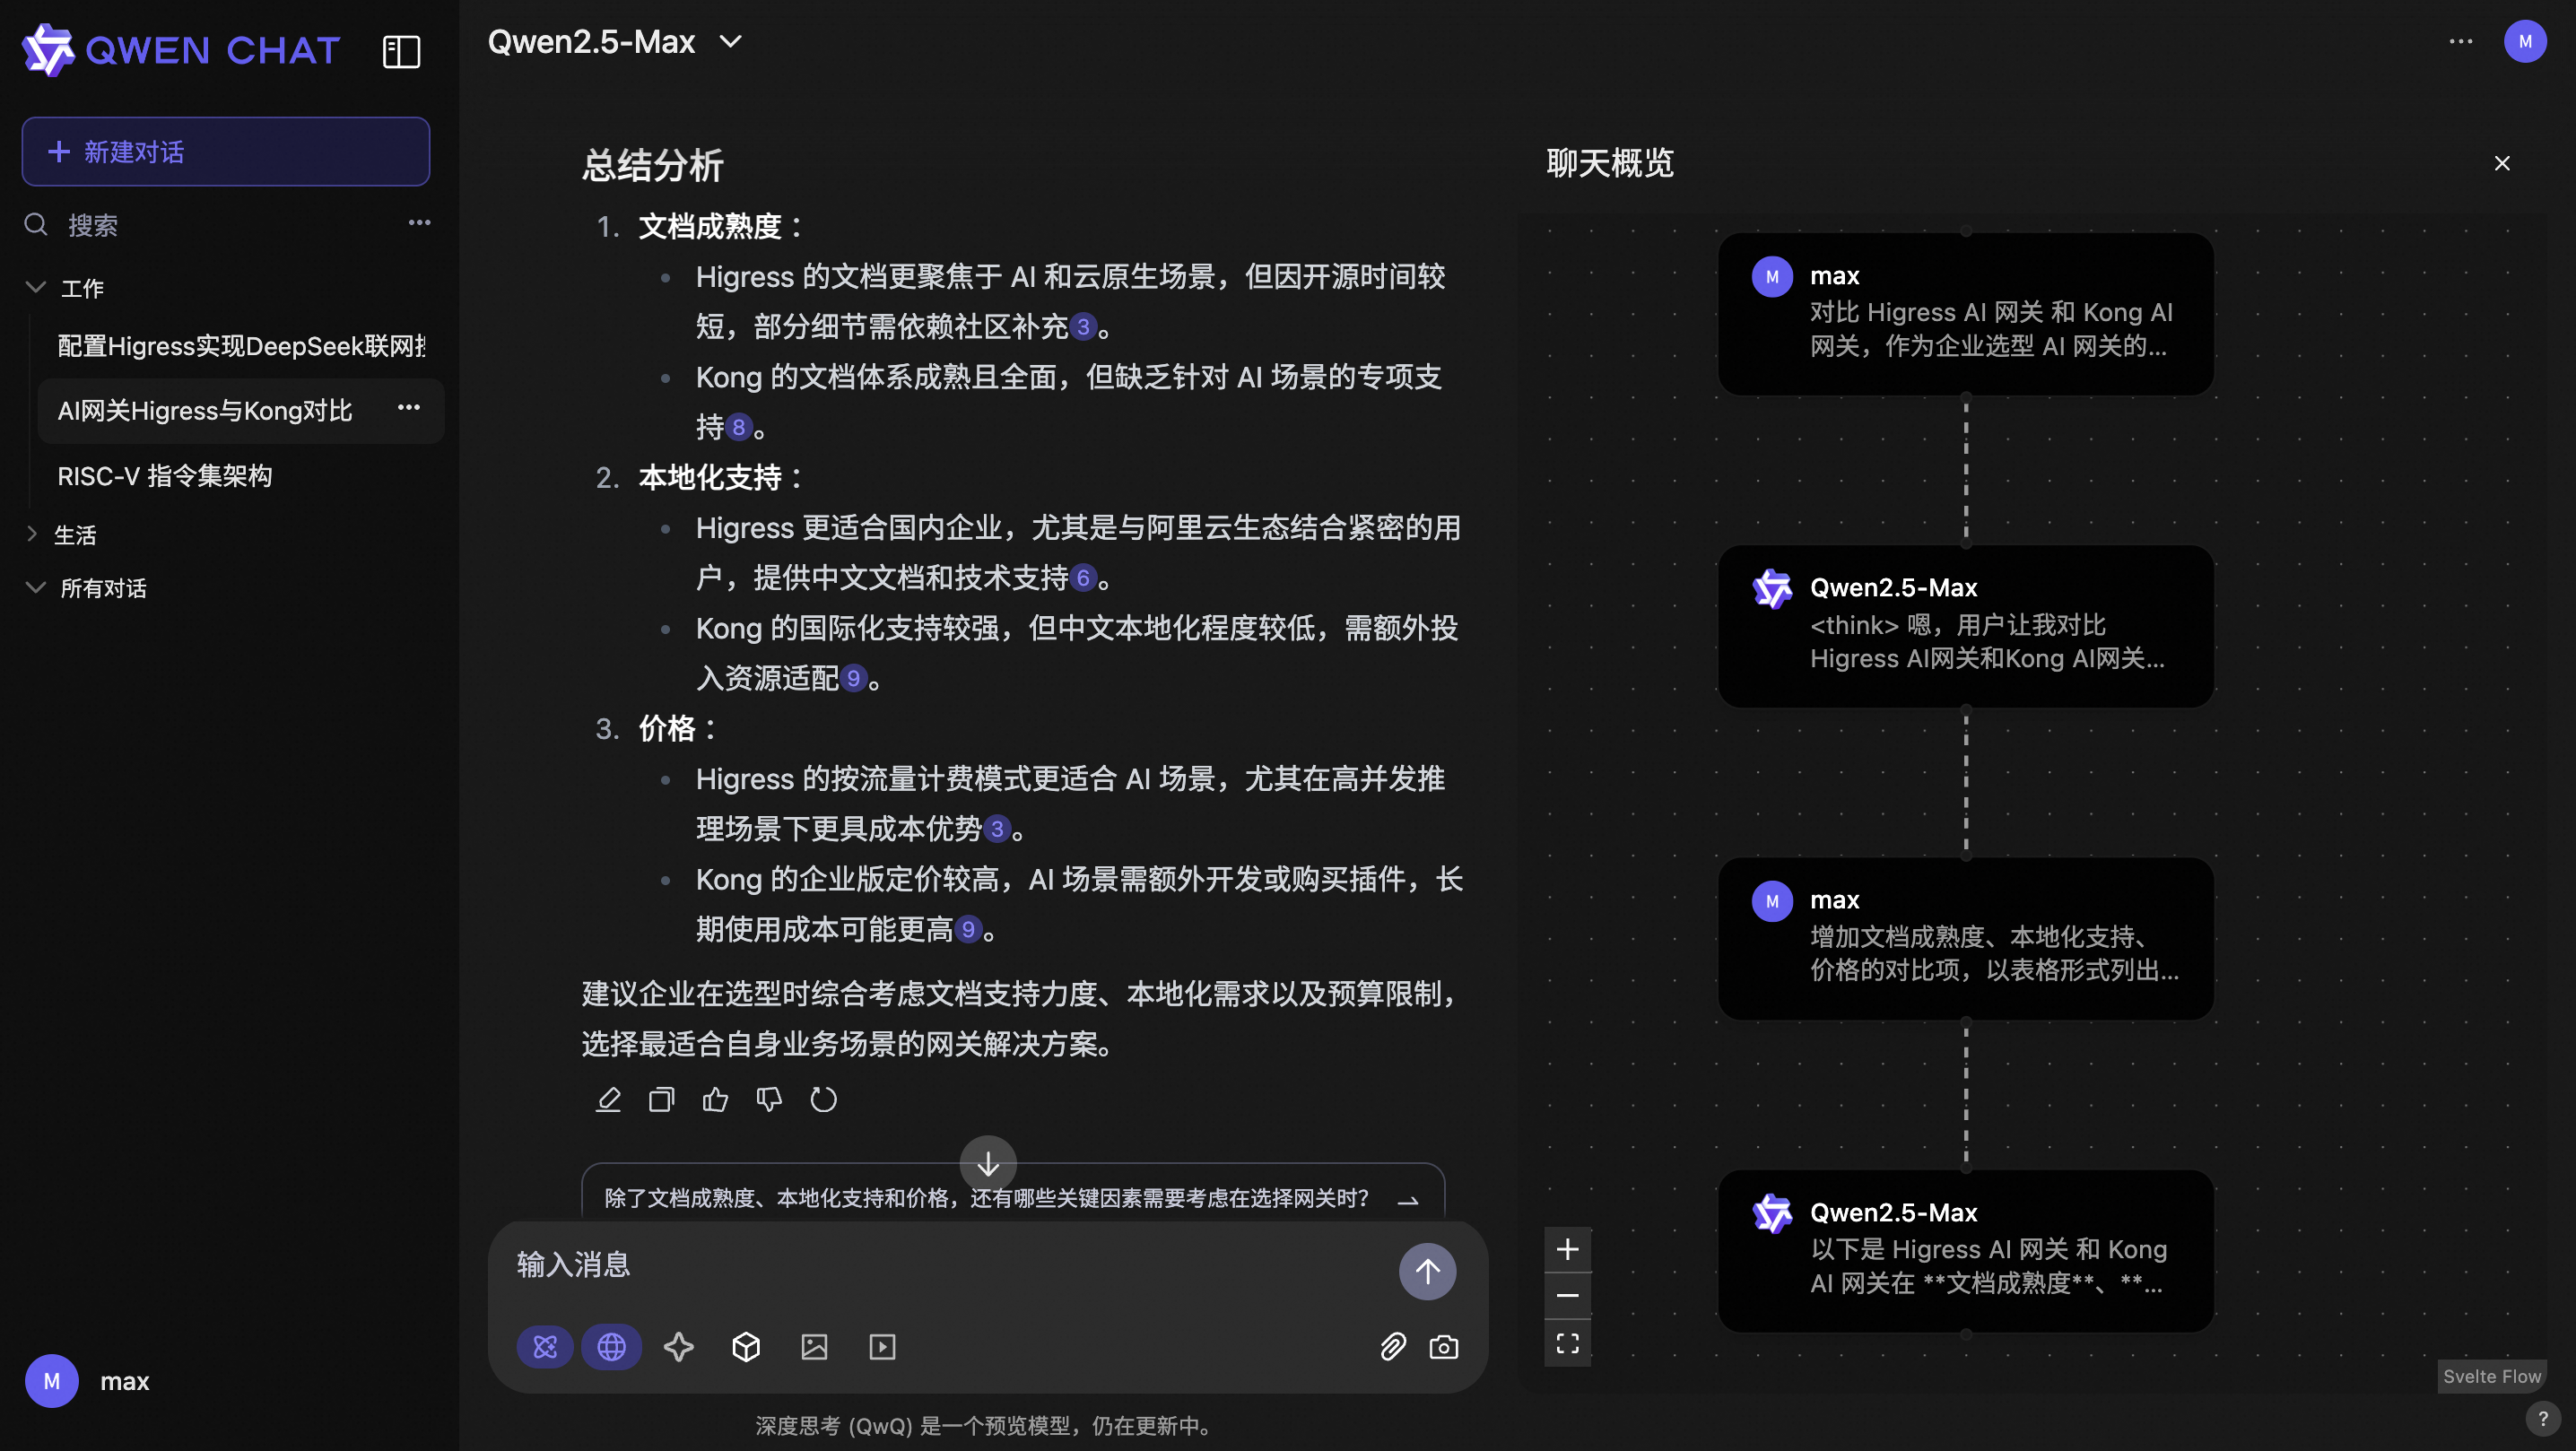 QWEN CHAT
+ 新建对话
搜索
工作
配置Higress实现DeepSeek联网
AI网关Higress与Kong对比
RISC-V 指令集架构
生活
所有对话
M max
Qwen2.5-Max
M
总结分析
1. 文档成熟度：
• Higress 的文档更聚焦于 AI 和云原生场景，但因开源时间较
短，部分细节需依赖社区补充3。
• Kong 的文档体系成熟且全面，但缺乏针对 AI 场景的专项支
持8。
2. 本地化支持：
• Higress 更适合国内企业，尤其是与阿里云生态结合紧密的用
户，提供中文文档和技术支持6。
• Kong 的国际化支持较强，但中文本地化程度较低，需额外投
入资源适配9。
3. 价格：
• Higress 的按流量计费模式更适合 AI 场景，尤其在高并发推
理场景下更具成本优势3。
• Kong 的企业版定价较高，AI 场景需额外开发或购买插件，长
期使用成本可能更高9。
建议企业在选型时综合考虑文档支持力度、本地化需求以及预算限制，
选择最适合自身业务场景的网关解决方案。
除了文档成熟度、本地化支持和价格，还有哪些关键因素需要考虑在选择网关时？
输入消息
深度思考 (QwQ) 是一个预览模型，仍在更新中。
聊天概览
M max
对比 Higress AI 网关 和 Kong AI
网关，作为企业选型 AI 网关的...
Qwen2.5-Max
<think> 嗯，用户让我对比
Higress AI网关和Kong AI网关...
M max
增加文档成熟度、本地化支持、
价格的对比项，以表格形式列出...
Qwen2.5-Max
以下是 Higress AI 网关 和 Kong
AI 网关在 **文档成熟度**、**...
Svelte Flow
?